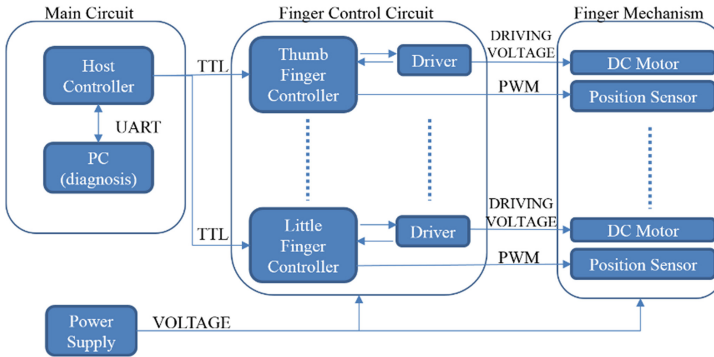 Main Circuit
Finger Control Circuit
Finger Mechanism
Host
Controller
UART
PC
(diagnosis)
TTL
Thumb
Finger
Controller
Driver
DRIVING
VOLTAGE
DC Motor
PWM
Position Sensor
TTL
Little
Finger
Controller
Driver
DRIVING
VOLTAGE
DC Motor
PWM
Position Sensor
Power
Supply
VOLTAGE